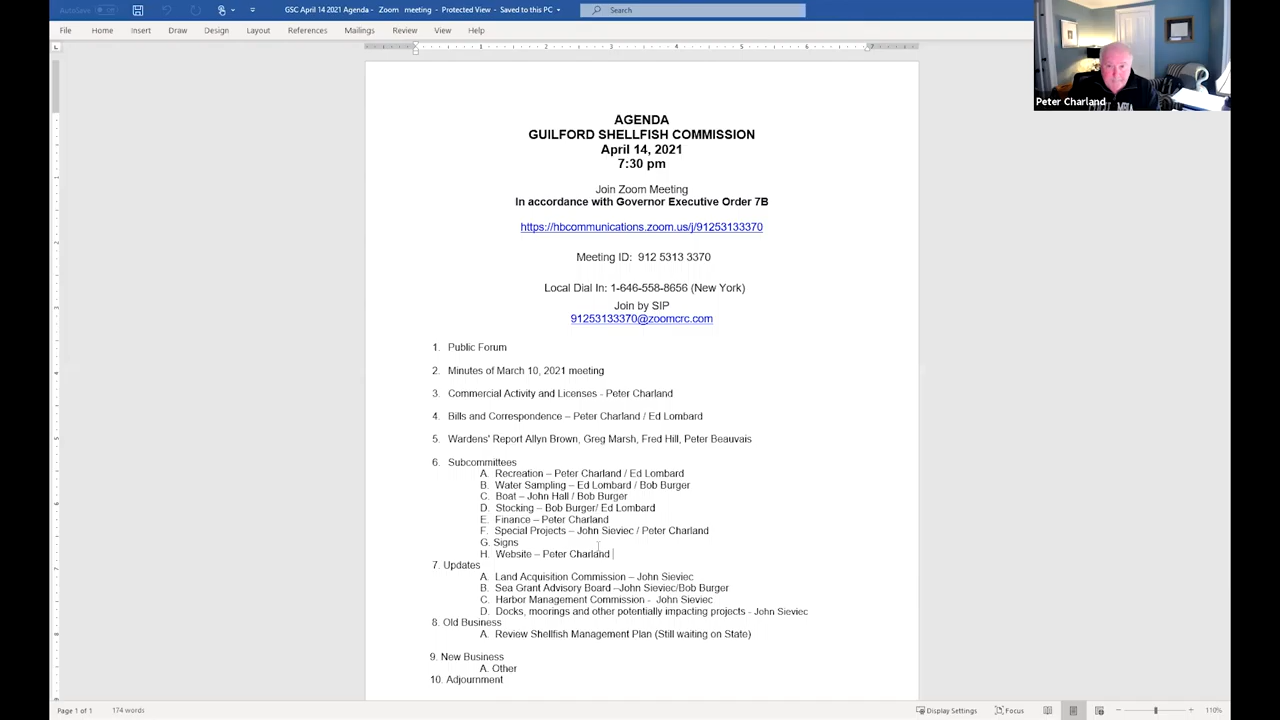 AutoSave
GSC April 14 2021 Agenda - Zoom meeting - Protected View - Saved to this PC
Search
File Home Insert Draw Design Layout References Mailings Review View Help
Peter Charland
AGENDA
GUILFORD SHELLFISH COMMISSION
April 14, 2021
7:30 pm
Join Zoom Meeting
In accordance with Governor Executive Order 7B
https://hbcommunications.zoom.us/j/91253133370
Meeting ID: 912 5313 3370
Local Dial In: 1-646-558-8656 (New York)
Join by SIP
91253133370@zoomcrc.com
1. Public Forum
2. Minutes of March 10, 2021 meeting
3. Commercial Activity and Licenses - Peter Charland
4. Bills and Correspondence – Peter Charland / Ed Lombard
5. Wardens' Report Allyn Brown, Greg Marsh, Fred Hill, Peter Beauvais
6. Subcommittees
A. Recreation – Peter Charland / Ed Lombard
B. Water Sampling – Ed Lombard / Bob Burger
C. Boat – John Hall / Bob Burger
D. Stocking – Bob Burger/ Ed Lombard
E. Finance – Peter Charland
F. Special Projects – John Sieviec / Peter Charland
G. Signs
H. Website – Peter Charland
7. Updates
A. Land Acquisition Commission – John Sieviec
B. Sea Grant Advisory Board –John Sieviec/Bob Burger
C. Harbor Management Commission - John Sieviec
D. Docks, moorings and other potentially impacting projects - John Sieviec
8. Old Business
A. Review Shellfish Management Plan (Still waiting on State)
9. New Business
A. Other
10. Adjournment
Page 1 of 1 174 words Display Settings Focus 110%